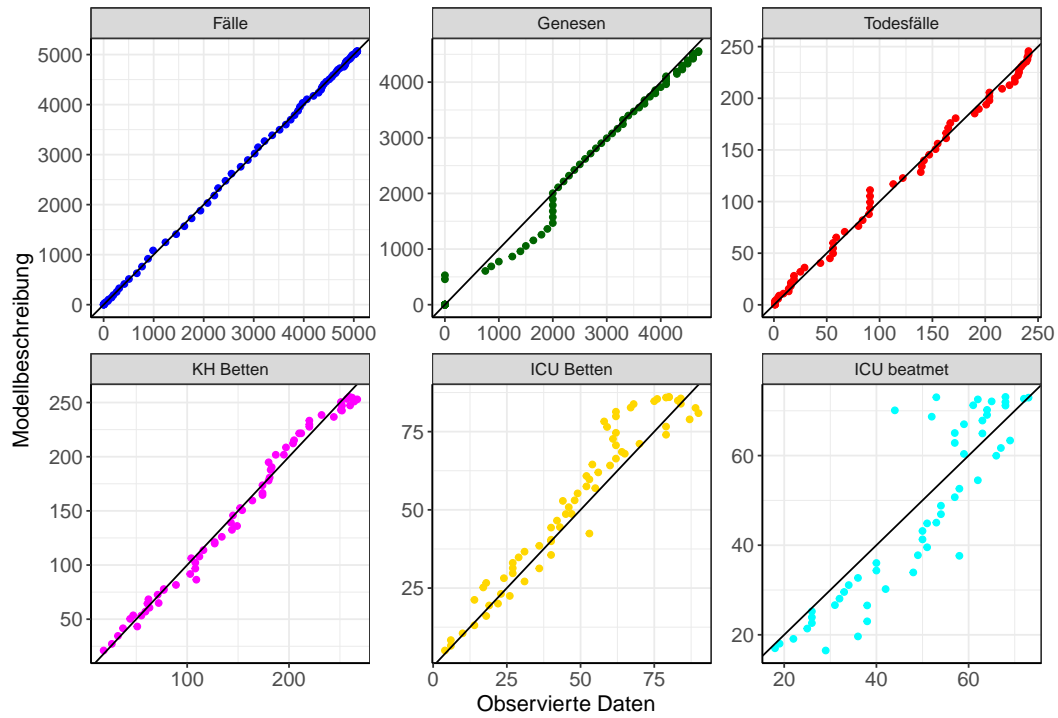 Fälle
Genesen
Todesfälle
5000
4000
3000
2000
1000
0
4000
3000
2000
1000
0
250
200
150
100
50
0
0 1000 2000 3000 4000 5000
0 1000 2000 3000 4000
0 50 100 150 200 250
KH Betten
ICU Betten
ICU beatmet
250
200
150
100
50
75
50
25
60
40
20
100 200
0 25 50 75
20 40 60
Modellbeschreibung
Observierte Daten